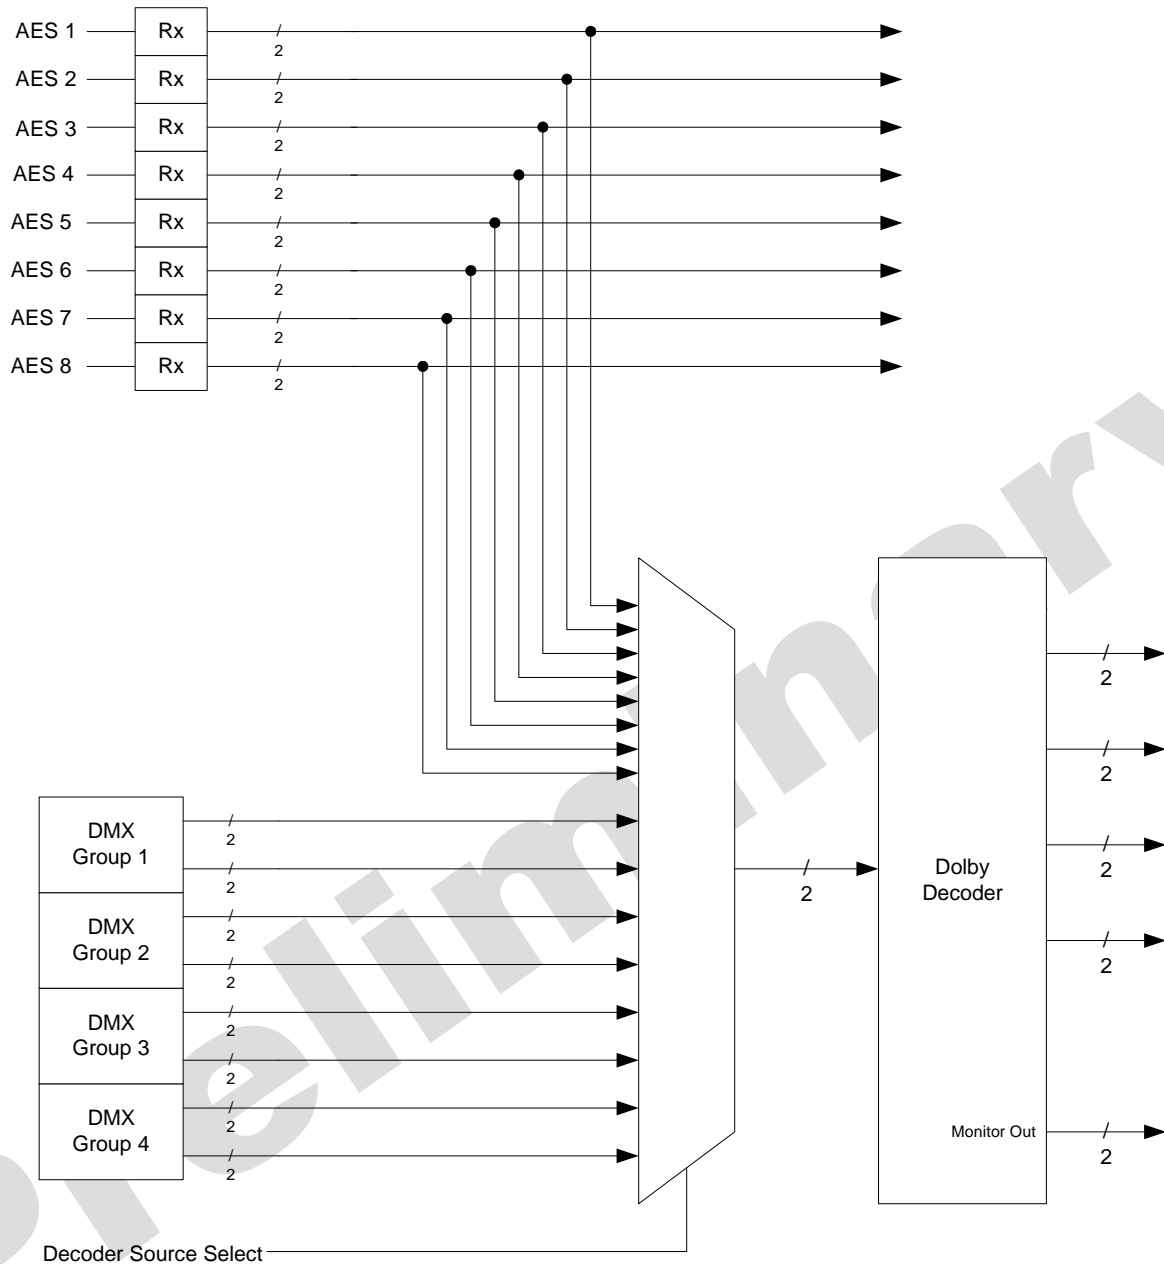 AES 1 Rx 2
AES 2 Rx 2
AES 3 Rx 2
AES 4 Rx 2
AES 5 Rx 2
AES 6 Rx 2
AES 7 Rx 2
AES 8 Rx 2
Preliminary
DMX
Group 1
2
2
DMX
Group 2
2
2
DMX
Group 3
2
2
DMX
Group 4
2
2
2
Dolby
Decoder
2
2
2
2
Monitor Out
2
Decoder Source Select